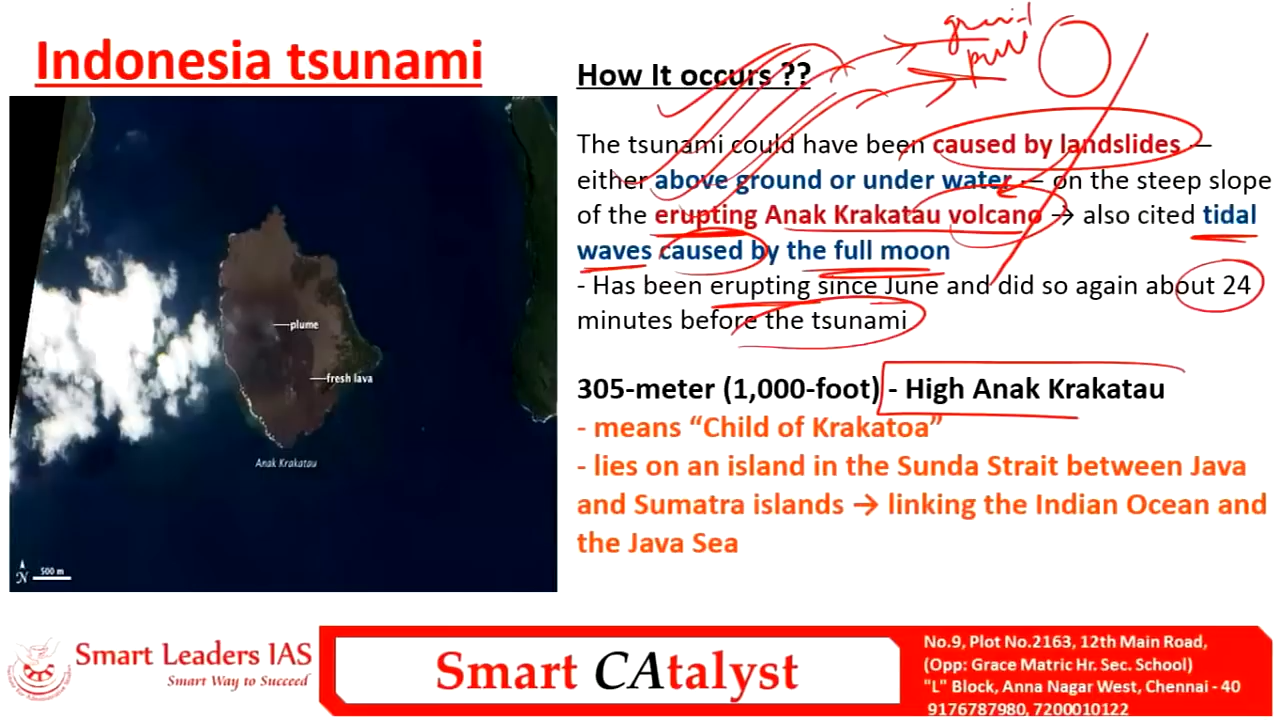 Indonesia tsunami
plume
fresh lava
Anak Krakatau
N
500 m
How It occurs ??
The tsunami could have been caused by landslides —
either above ground or under water — on the steep slope
of the erupting Anak Krakatau volcano → also cited tidal
waves caused by the full moon
- Has been erupting since June and did so again about 24
minutes before the tsunami
305-meter (1,000-foot) - High Anak Krakatau
- means “Child of Krakatoa”
- lies on an island in the Sunda Strait between Java
and Sumatra islands → linking the Indian Ocean and
the Java Sea
Smart Leaders IAS
Smart Way to Succeed
Smart CAtalyst
No.9, Plot No.2163, 12th Main Road,
(Opp: Grace Matric Hr. Sec. School)
"L" Block, Anna Nagar West, Chennai - 40
9176787980, 7200010122